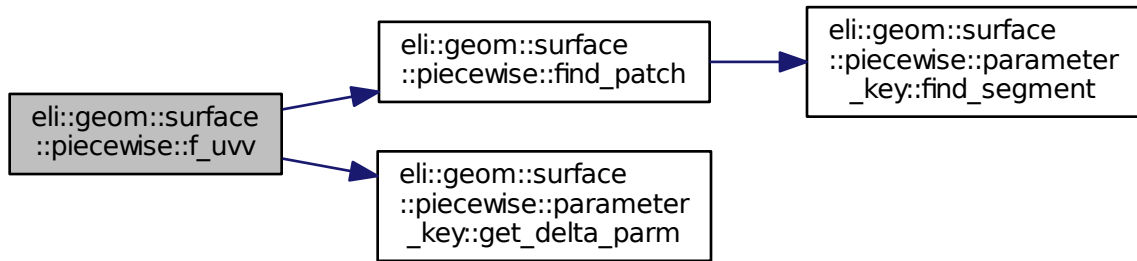 eli::geom::surface
::piecewise::f_uvv
eli::geom::surface
::piecewise::find_patch
eli::geom::surface
::piecewise::parameter
_key::find_segment
eli::geom::surface
::piecewise::parameter
_key::get_delta_parm